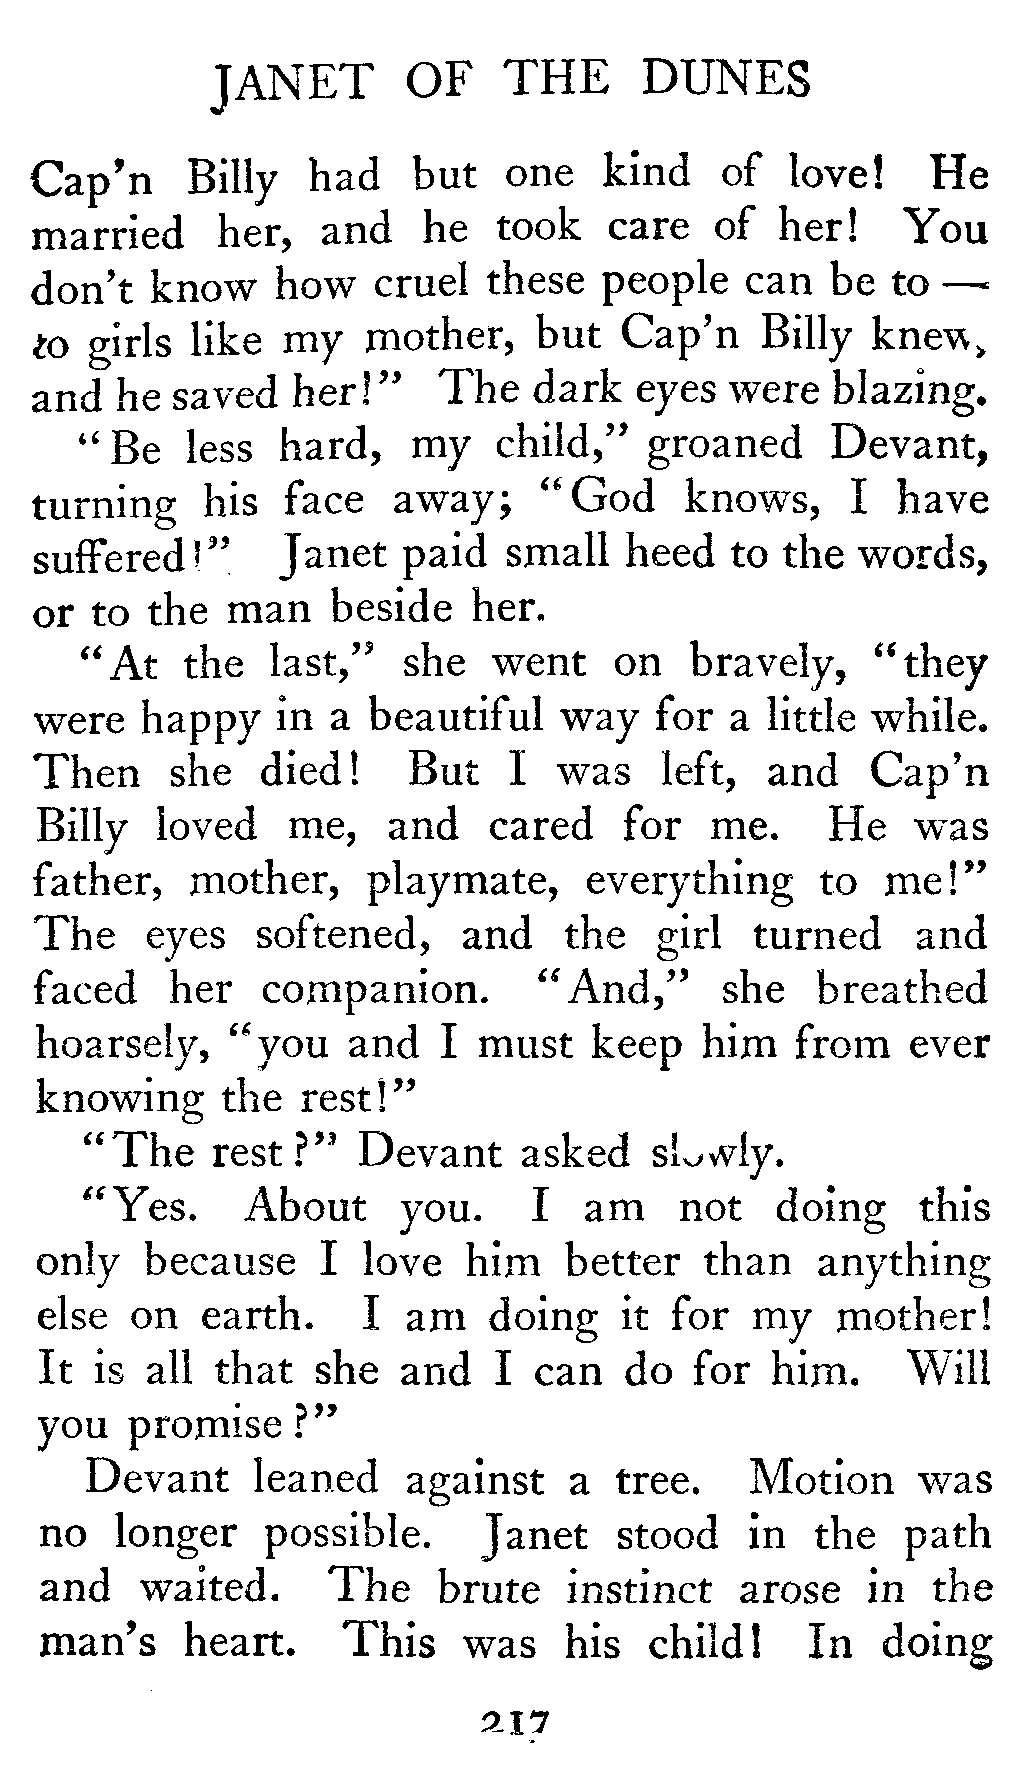 JANET OF THE DUNES
Cap'n Billy had but one kind of love! He
married her, and he took care of her! You
don't know how cruel these people can be to —
to girls like my mother, but Cap'n Billy knew,
and he saved her!" The dark eyes were blazing.
"Be less hard, my child," groaned Devant,
turning his face away; "God knows, I have
suffered!" Janet paid small heed to the words,
or to the man beside her.
"At the last," she went on bravely, "they
were happy in a beautiful way for a little while.
Then she died! But I was left, and Cap'n
Billy loved me, and cared for me. He was
father, mother, playmate, everything to me!"
The eyes softened, and the girl turned and
faced her companion. "And," she breathed
hoarsely, "you and I must keep him from ever
knowing the rest!"
"The rest?" Devant asked slowly.
"Yes. About you. I am not doing this
only because I love him better than anything
else on earth. I am doing it for my mother!
It is all that she and I can do for him. Will
you promise?"
Devant leaned against a tree. Motion was
no longer possible. Janet stood in the path
and waited. The brute instinct arose in the
man's heart. This was his child! In doing
217